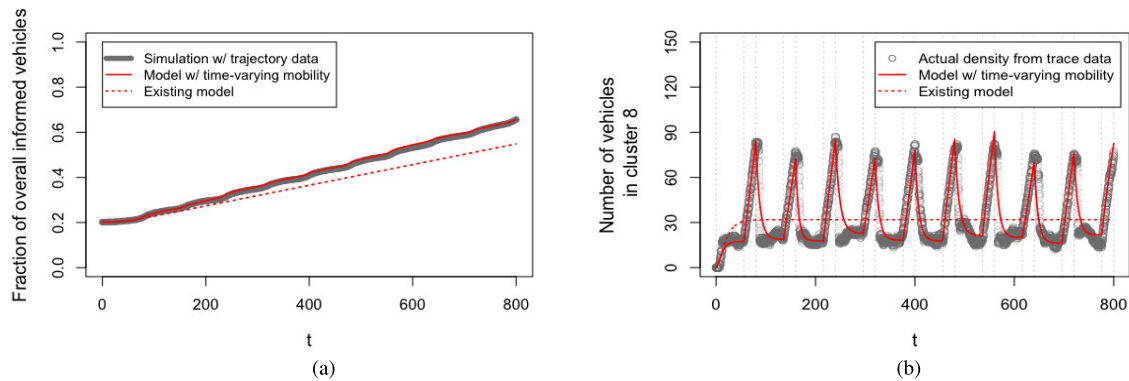 Fraction of overall informed vehicles
1.0
0.8
0.6
0.4
0.2
0.0
Simulation w/ trajectory data
Model w/ time-varying mobility
Existing model
0 200 400 600 800
t
(a)
Number of vehicles
in cluster 8
150
120
90
60
30
0
Actual density from trace data
Model w/ time-varying mobility
Existing model
0 200 400 600 800
t
(b)